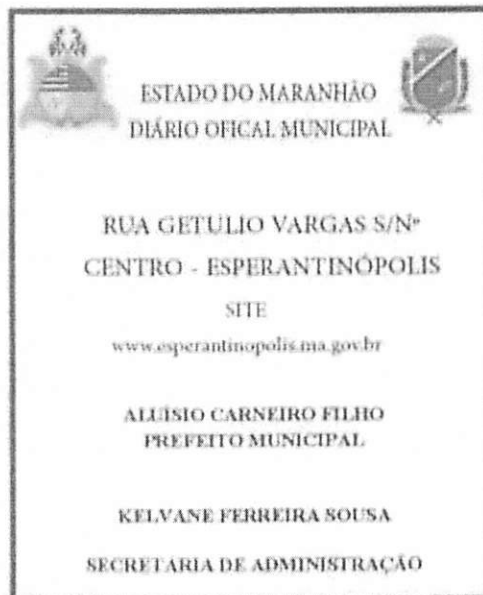 ESTADO DO MARANHÃO
DIÁRIO OFICAL MUNICIPAL
RUA GETULIO VARGAS S/Nº
CENTRO - ESPERANTINÓPOLIS
SITE
www.esperantinopolis.ma.gov.br
ALUÍSIO CARNEIRO FILHO
PREFEITO MUNICIPAL
KELVANE FERREIRA SOUSA
SECRETARIA DE ADMINISTRAÇÃO